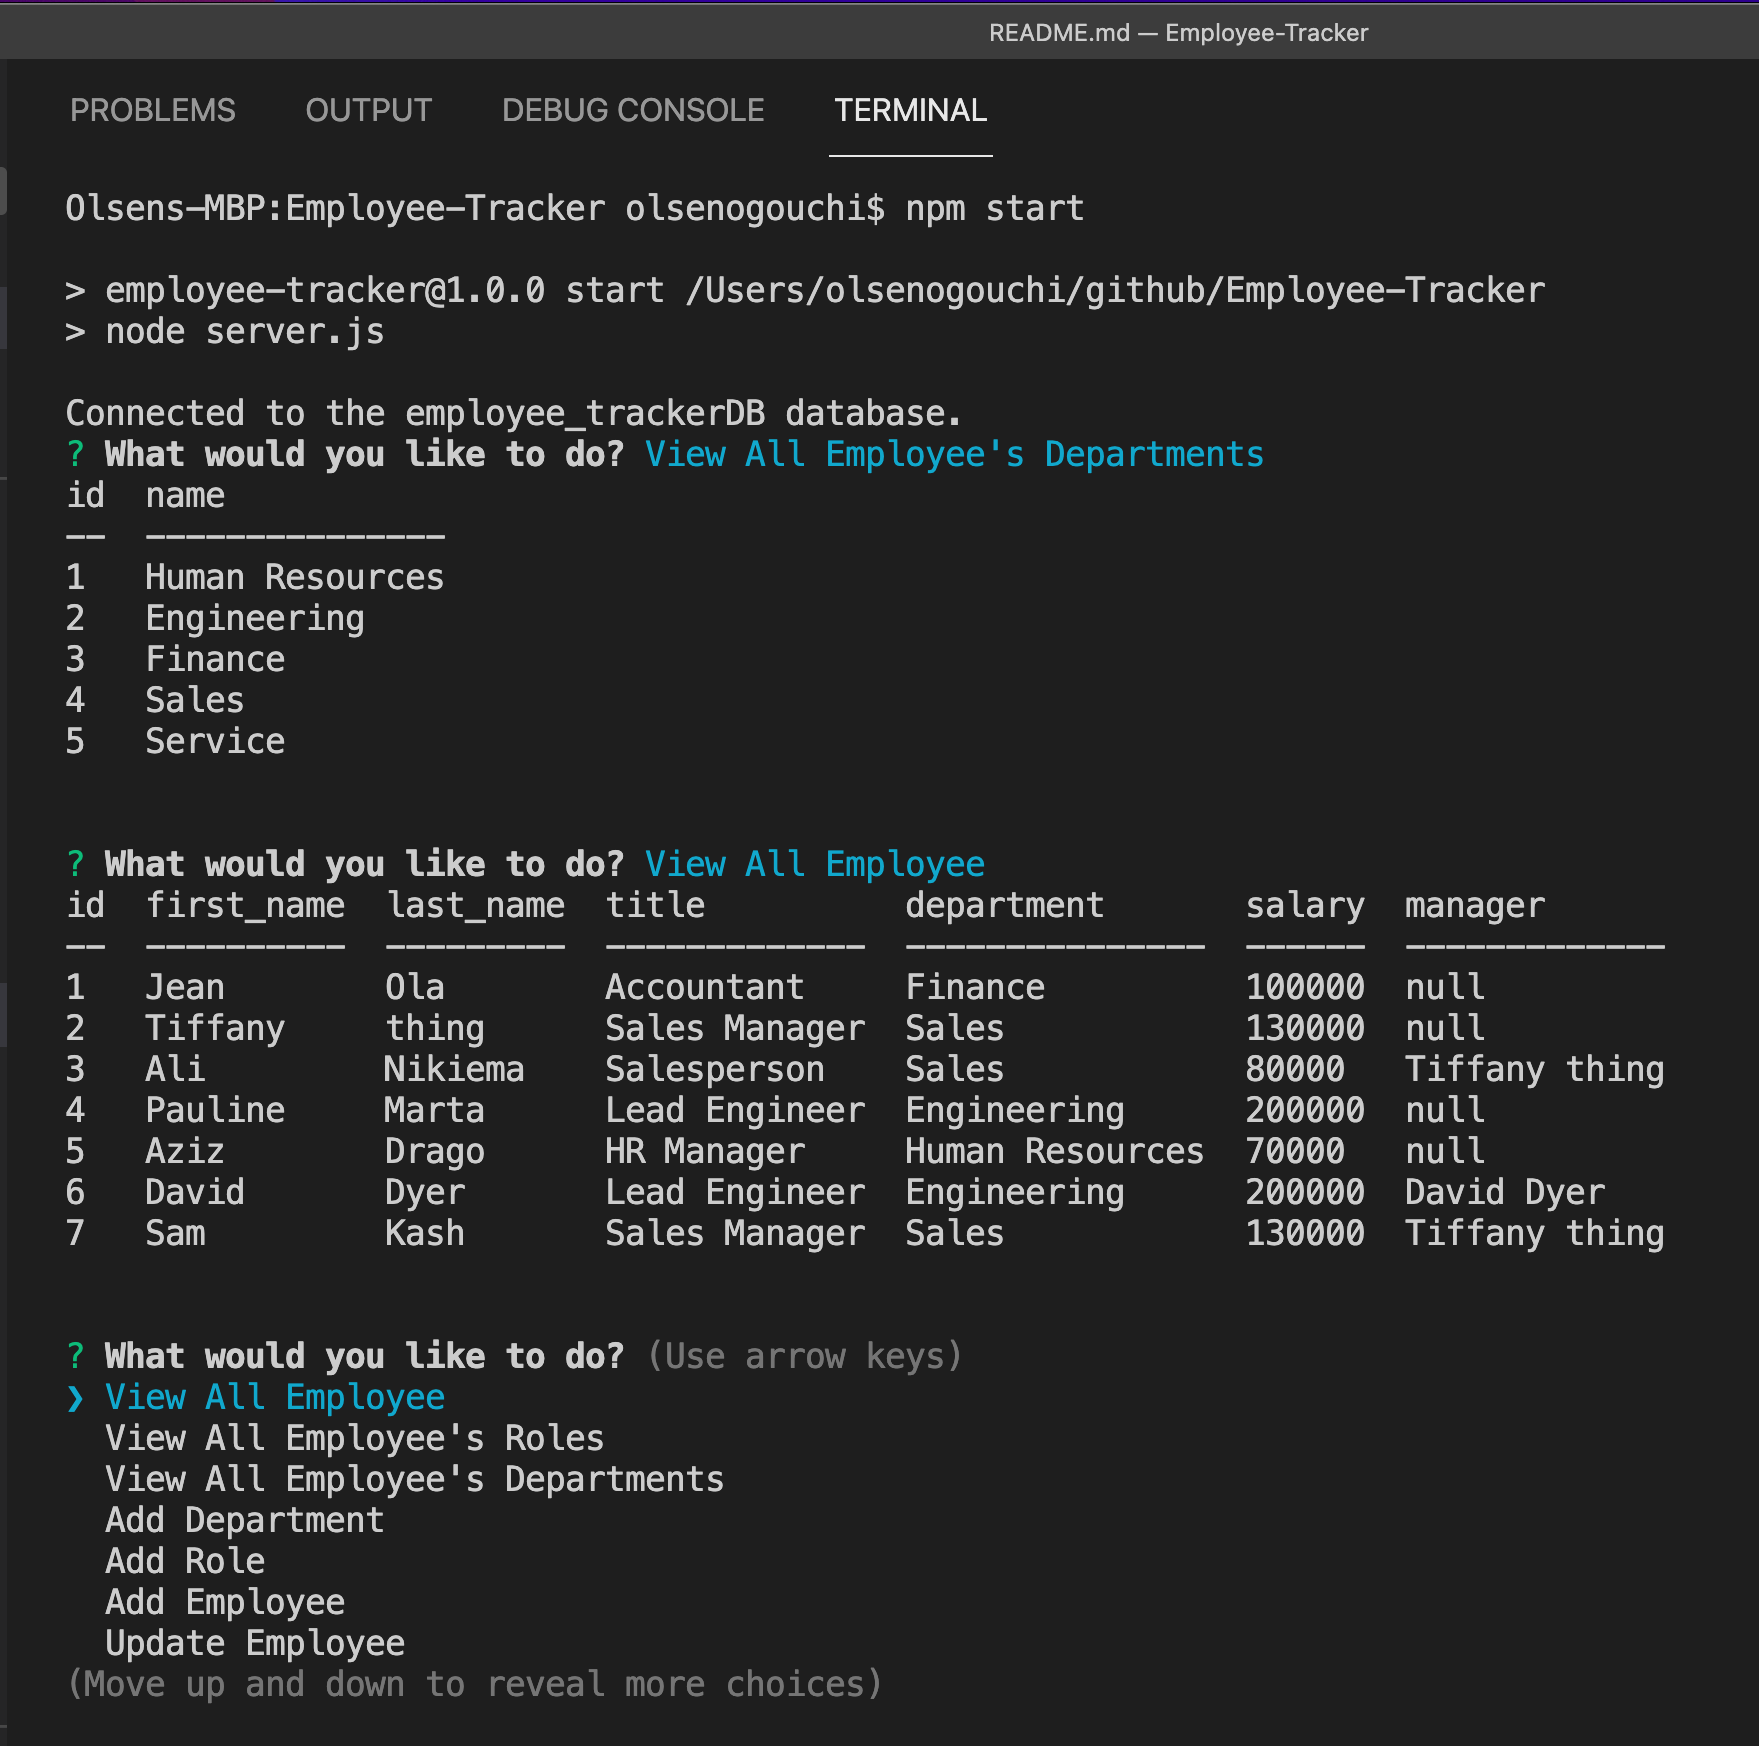 README.md — Employee-Tracker
PROBLEMS OUTPUT DEBUG CONSOLE TERMINAL
Olsens-MBP:Employee-Tracker olsenogouchi$ npm start
> employee-tracker@1.0.0 start /Users/olsenogouchi/github/Employee-Tracker
> node server.js
Connected to the employee_trackerDB database.
? What would you like to do? View All Employee's Departments
id  name
--  ---------------
1   Human Resources
2   Engineering
3   Finance
4   Sales
5   Service
? What would you like to do? View All Employee
id  first_name  last_name  title          department       salary  manager
--  ----------  ---------  -------------  ---------------  ------  -------------
1   Jean        Ola        Accountant     Finance          100000  null
2   Tiffany     thing      Sales Manager  Sales            130000  null
3   Ali         Nikiema    Salesperson    Sales            80000   Tiffany thing
4   Pauline     Marta      Lead Engineer  Engineering      200000  null
5   Aziz        Drago      HR Manager     Human Resources  70000   null
6   David       Dyer       Lead Engineer  Engineering      200000  David Dyer
7   Sam         Kash       Sales Manager  Sales            130000  Tiffany thing
? What would you like to do? (Use arrow keys)
❯ View All Employee
  View All Employee's Roles
  View All Employee's Departments
  Add Department
  Add Role
  Add Employee
  Update Employee
(Move up and down to reveal more choices)